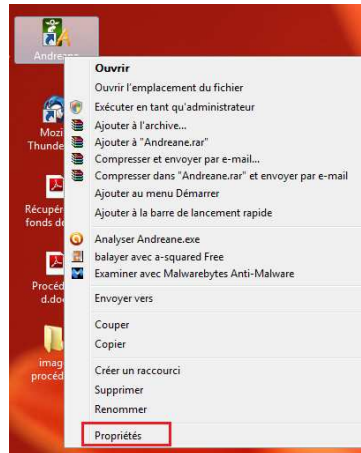 Andreane
Ouvrir
Ouvrir l'emplacement du fichier
Exécuter en tant qu'administrateur
Ajouter à l'archive...
Ajouter à "Andreane.rar"
Compresser et envoyer par e-mail...
Compresser dans "Andreane.rar" et envoyer par e-mail
Ajouter au menu Démarrer
Ajouter à la barre de lancement rapide
Analyser Andreane.exe
balayer avec a-squared Free
Examiner avec Malwarebytes Anti-Malware
Envoyer vers
Couper
Copier
Créer un raccourci
Supprimer
Renommer
Propriétés
Mozi
Thunde
Récupér
fonds d
Procéd
d.do
imag
procéd